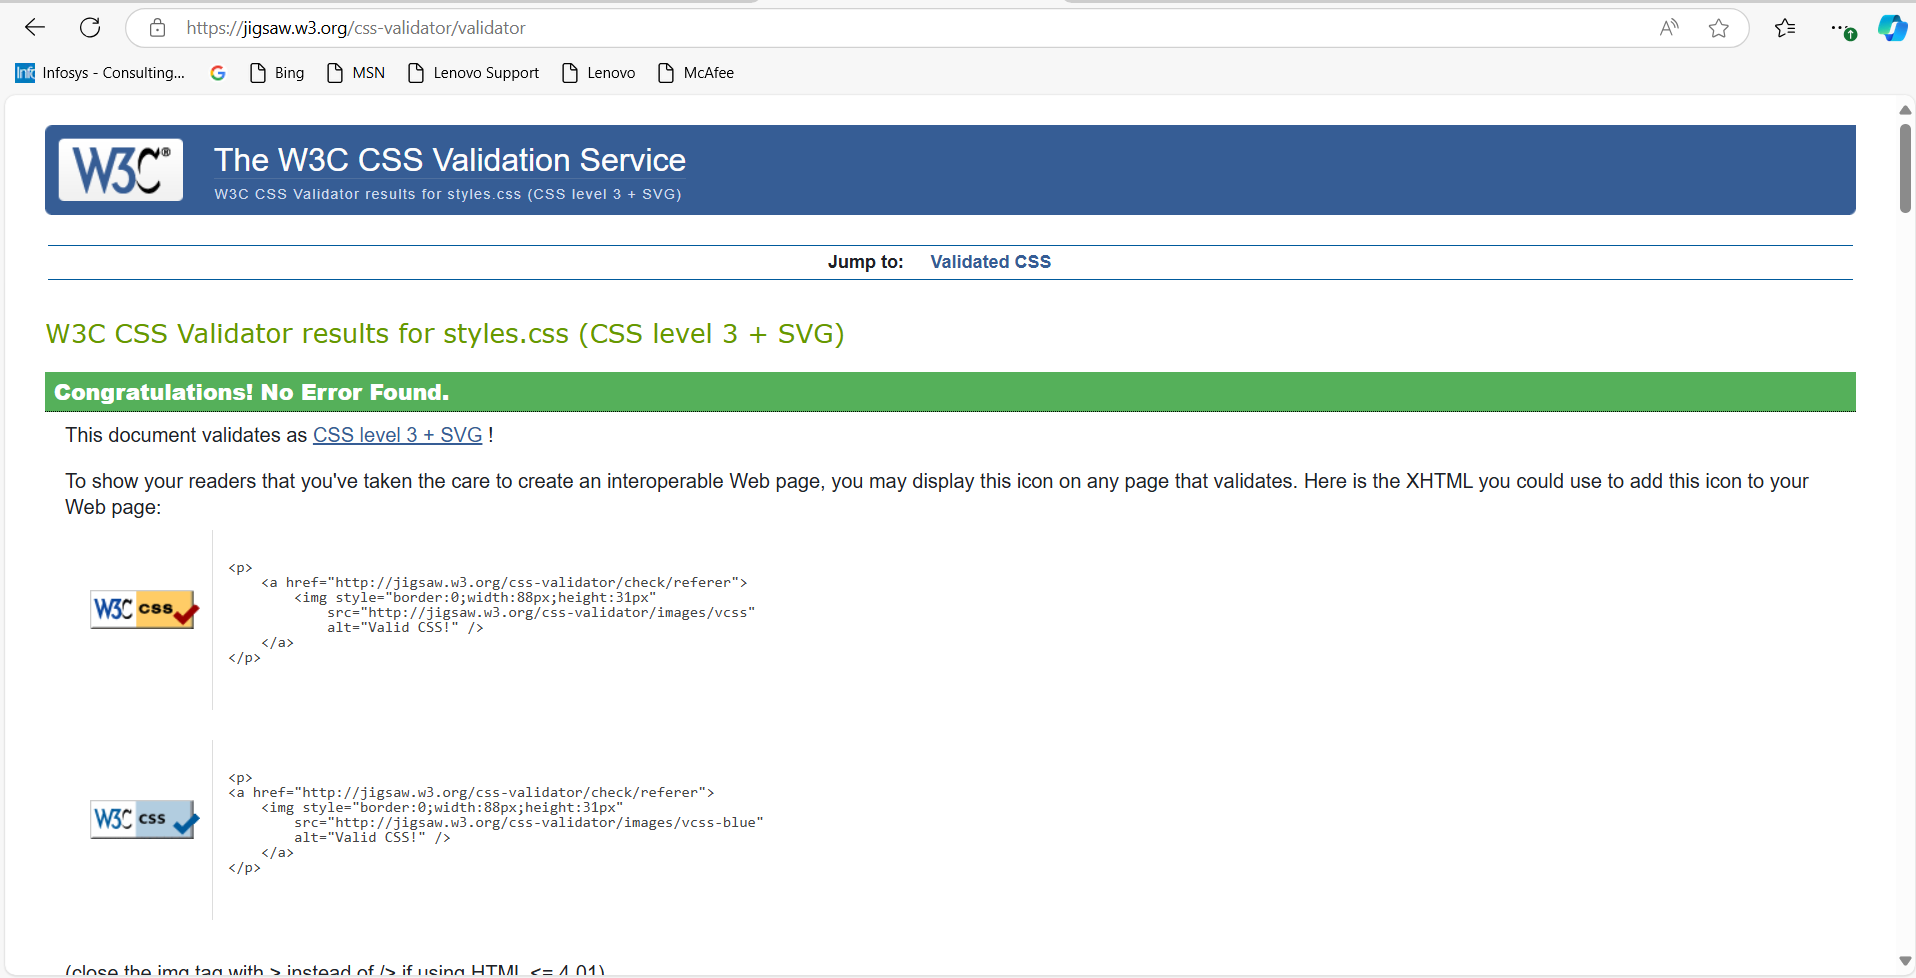 https://jigsaw.w3.org/css-validator/validator
Infosys - Consulting...
Bing
MSN
Lenovo Support
Lenovo
McAfee
W3C®
The W3C CSS Validation Service
W3C CSS Validator results for styles.css (CSS level 3 + SVG)
Jump to: Validated CSS
W3C CSS Validator results for styles.css (CSS level 3 + SVG)
Congratulations! No Error Found.
This document validates as CSS level 3 + SVG !
To show your readers that you've taken the care to create an interoperable Web page, you may display this icon on any page that validates. Here is the XHTML you could use to add this icon to your
Web page:
W3C css
<p>
    <a href="http://jigsaw.w3.org/css-validator/check/referer">
        <img style="border:0;width:88px;height:31px"
            src="http://jigsaw.w3.org/css-validator/images/vcss"
            alt="Valid CSS!" />
    </a>
</p>
W3C css
<p>
<a href="http://jigsaw.w3.org/css-validator/check/referer">
    <img style="border:0;width:88px;height:31px"
        src="http://jigsaw.w3.org/css-validator/images/vcss-blue"
        alt="Valid CSS!" />
    </a>
</p>
(close the img tag with > instead of /> if using HTML <= 4.01)